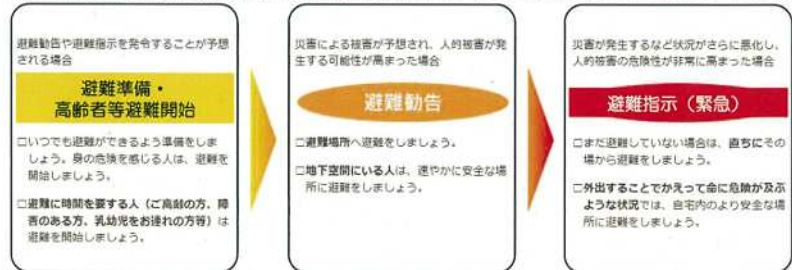 避難勧告や避難指示を発令することが予想
される場合
避難準備・
高齢者等避難開始
□いつでも避難ができるよう準備をしま
しょう。身の危険を感じる人は、避難を
開始しましょう。
□避難に時間を要する人（ご高齢の方、障
害のある方、乳幼児をお連れの方等）は
避難を開始しましょう。
災害による被害が予想され、人的被害が発
生する可能性が高まった場合
避難勧告
□避難場所へ避難をしましょう。
□地下空間にいる人は、速やかに安全な場
所に避難をしましょう。
災害が発生するなど状況がさらに悪化し、
人的被害の危険性が非常に高まった場合
避難指示（緊急）
□まだ避難していない場合は、直ちにその
場から避難をしましょう。
□外出することでかえって命に危険が及ぶ
ような状況では、自宅内のより安全な場
所に避難をしましょう。